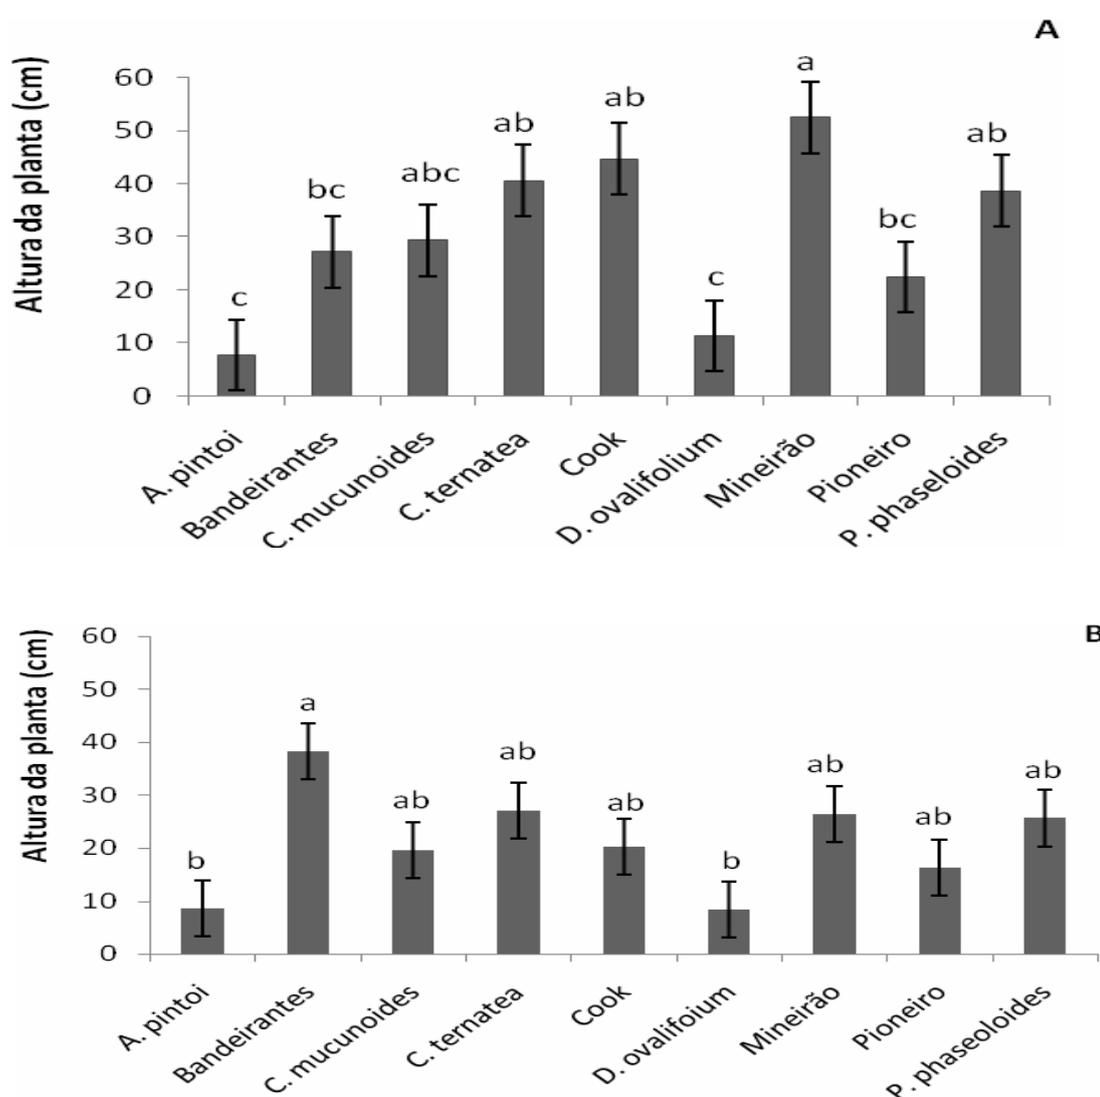 A
Altura da planta (cm)
60
50
40
30
20
10
0
c
bc
abc
ab
ab
c
a
bc
ab
A. pintoi
Bandeirantes
C. mucunoides
C. ternatea
Cook
D. ovalifolium
Mineirão
Pioneiro
P. phaseloides
B
Altura da planta (cm)
60
50
40
30
20
10
0
b
a
ab
ab
ab
b
ab
ab
ab
A. pintoi
Bandeirantes
C. mucunoides
C. ternatea
Cook
D. ovalifoium
Mineirão
Pioneiro
P. phaseoloides